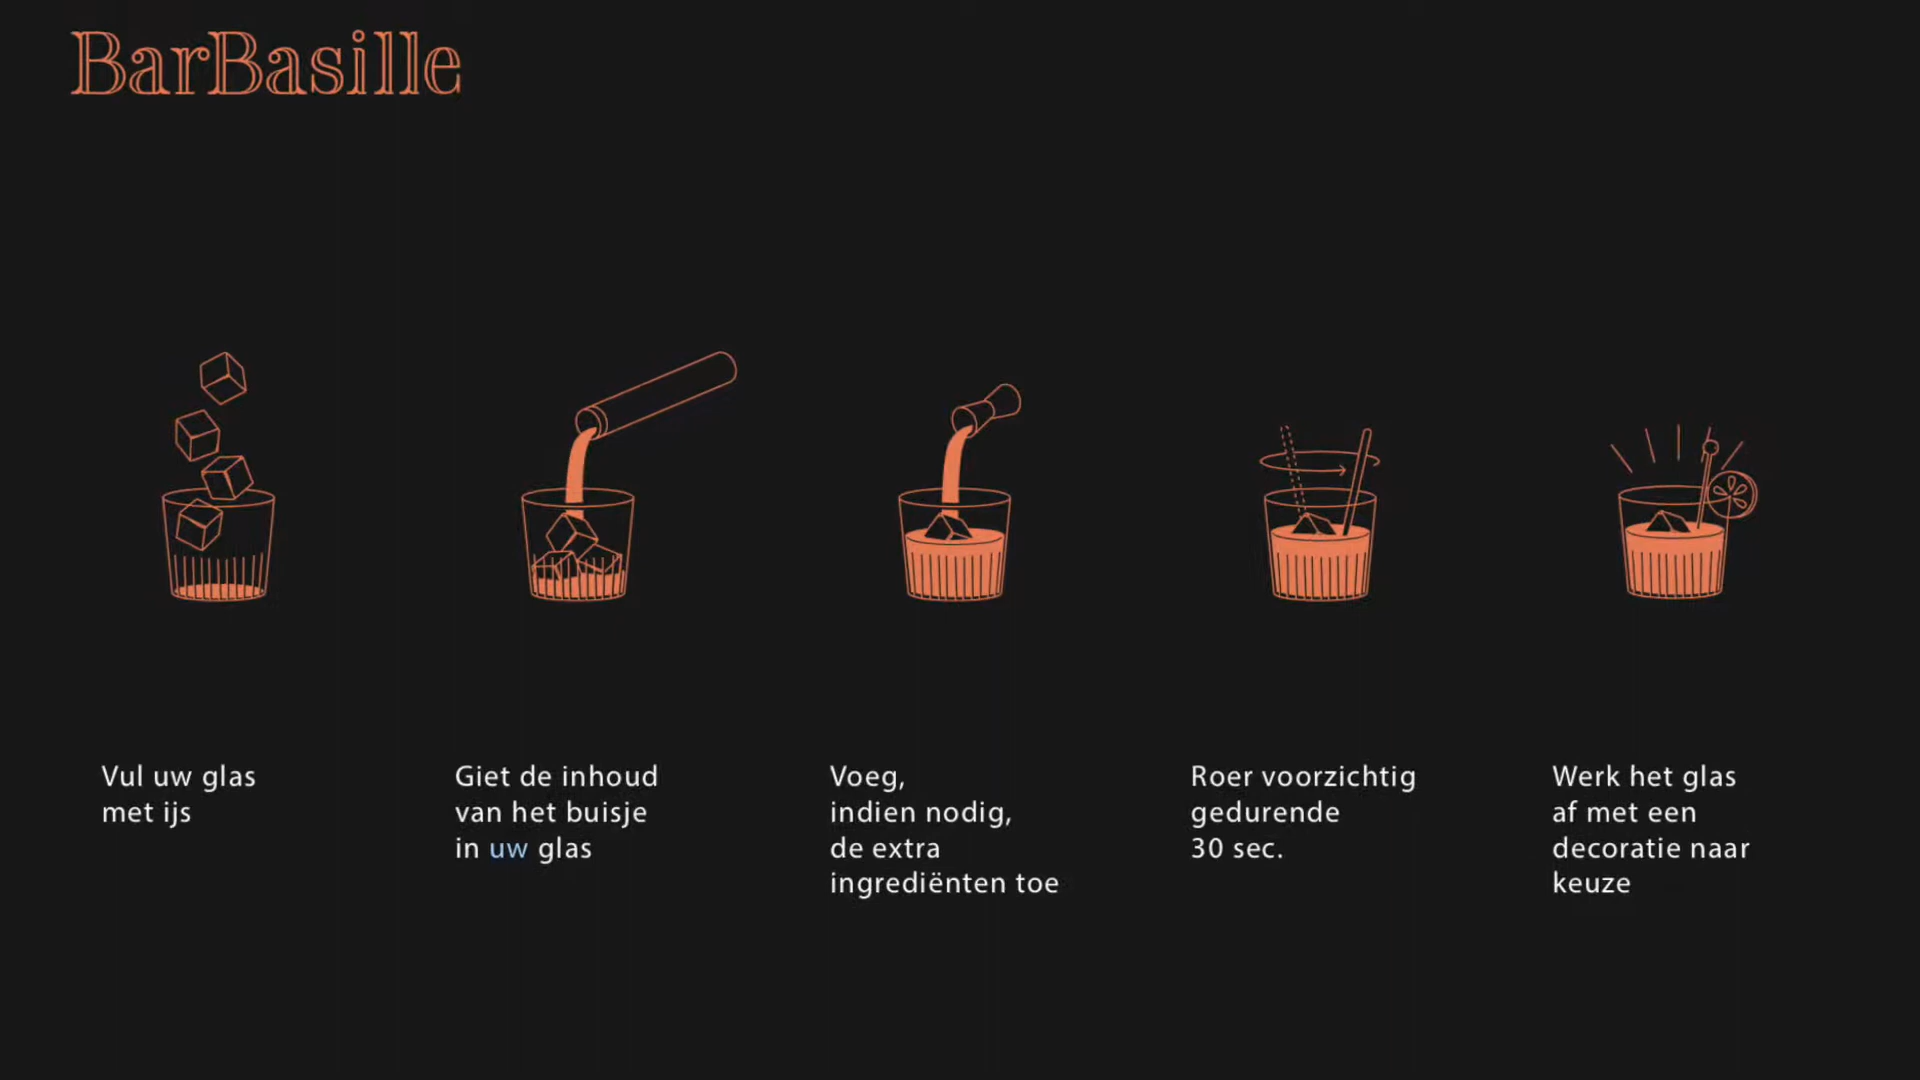 BarBasille
Vul uw glas
met ijs
Giet de inhoud
van het buisje
in uw glas
Voeg,
indien nodig,
de extra
ingrediënten toe
Roer voorzichtig
gedurende
30 sec.
Werk het glas
af met een
decoratie naar
keuze